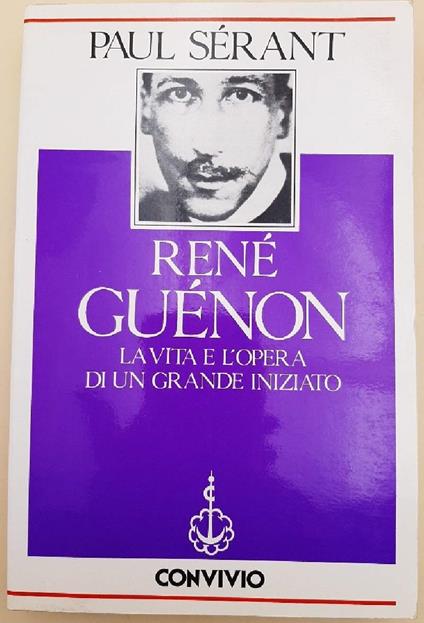 PAUL SÉRANT
RENÉ
GUÉNON
LA VITA E L'OPERA
DI UN GRANDE INIZIATO
CONVIVIO